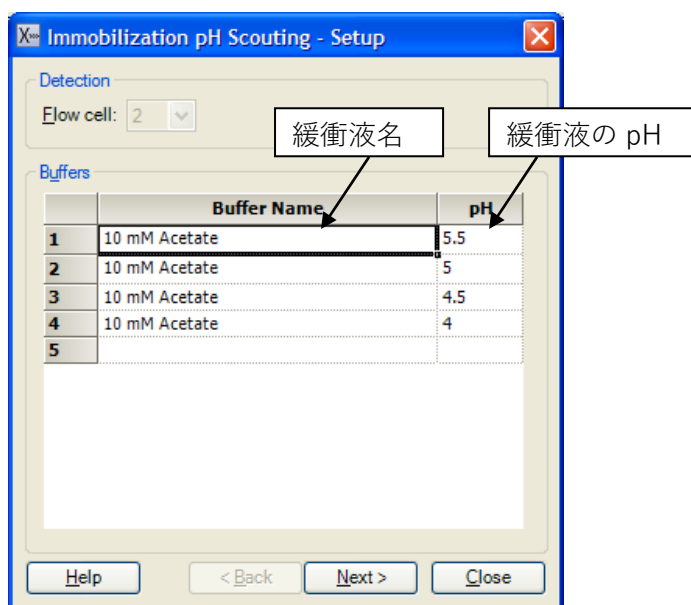 Immobilization pH Scouting - Setup
Detection
Flow cell: 2
緩衝液名
緩衝液の pH
Buffers
Buffer Name pH
1 10 mM Acetate 5.5
2 10 mM Acetate 5
3 10 mM Acetate 4.5
4 10 mM Acetate 4
5
Help < Back Next > Close